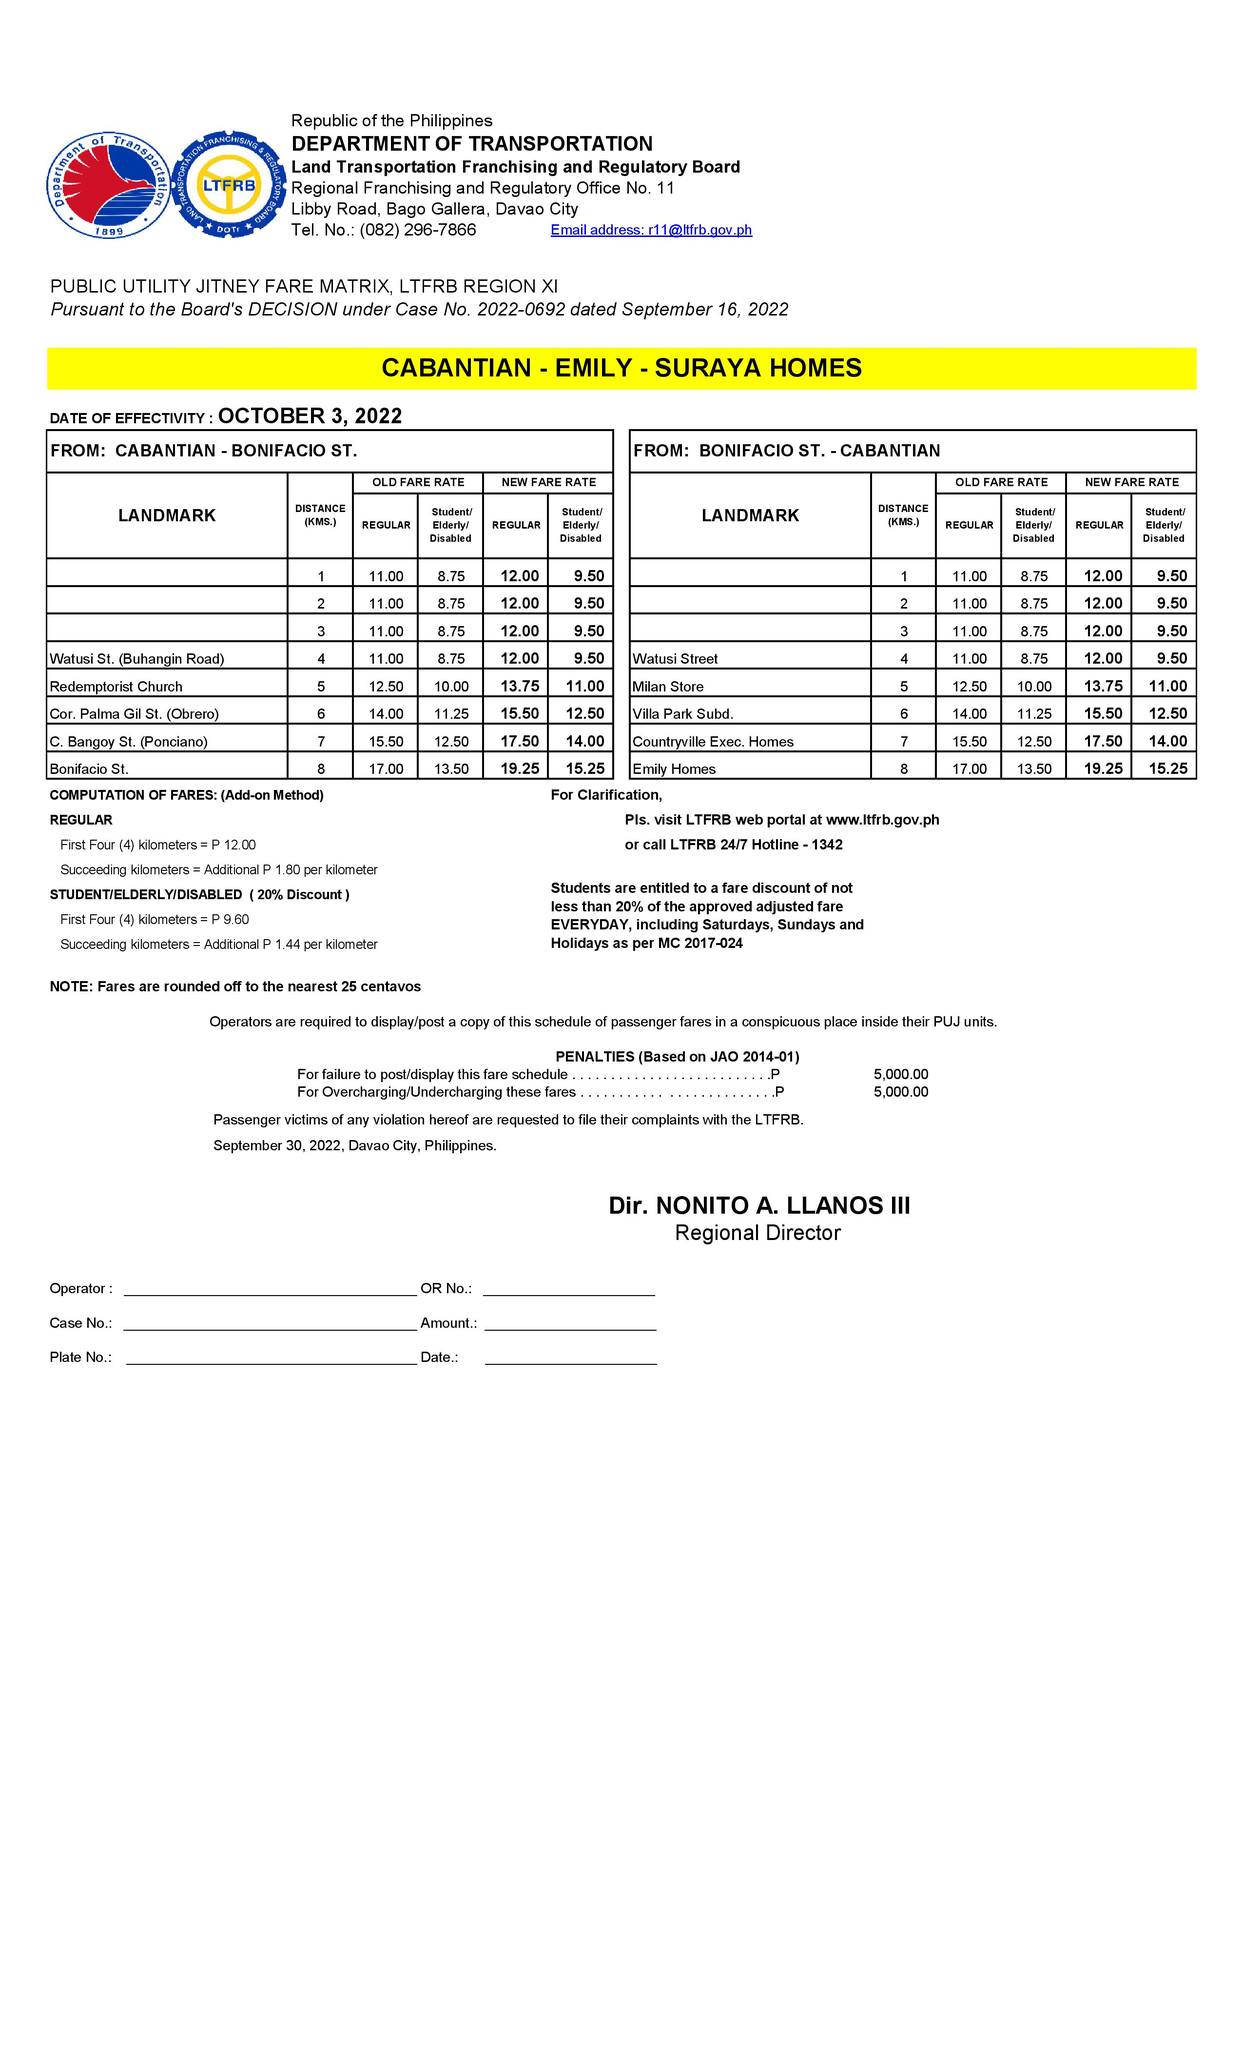 Republic of the Philippines
DEPARTMENT OF TRANSPORTATION
Land Transportation Franchising and Regulatory Board
Regional Franchising and Regulatory Office No. 11
Libby Road, Bago Gallera, Davao City
Tel. No.: (082) 296-7866 Email address: r11@ltfrb.gov.ph
Department of Transportation
1899
LAND TRANSPORTATION FRANCHISING & REGULATORY BOARD
LTFRB
DOTr
PUBLIC UTILITY JITNEY FARE MATRIX, LTFRB REGION XI
Pursuant to the Board's DECISION under Case No. 2022-0692 dated September 16, 2022
CABANTIAN - EMILY - SURAYA HOMES
DATE OF EFFECTIVITY : OCTOBER 3, 2022
FROM: CABANTIAN - BONIFACIO ST.
LANDMARK DISTANCE (KMS.) OLD FARE RATE NEW FARE RATE
REGULAR Student/ Elderly/ Disabled REGULAR Student/ Elderly/ Disabled
1 11.00 8.75 12.00 9.50
2 11.00 8.75 12.00 9.50
3 11.00 8.75 12.00 9.50
Watusi St. (Buhangin Road) 4 11.00 8.75 12.00 9.50
Redemptorist Church 5 12.50 10.00 13.75 11.00
Cor. Palma Gil St. (Obrero) 6 14.00 11.25 15.50 12.50
C. Bangoy St. (Ponciano) 7 15.50 12.50 17.50 14.00
Bonifacio St. 8 17.00 13.50 19.25 15.25
FROM: BONIFACIO ST. - CABANTIAN
LANDMARK DISTANCE (KMS.) OLD FARE RATE NEW FARE RATE
REGULAR Student/ Elderly/ Disabled REGULAR Student/ Elderly/ Disabled
1 11.00 8.75 12.00 9.50
2 11.00 8.75 12.00 9.50
3 11.00 8.75 12.00 9.50
Watusi Street 4 11.00 8.75 12.00 9.50
Milan Store 5 12.50 10.00 13.75 11.00
Villa Park Subd. 6 14.00 11.25 15.50 12.50
Countryville Exec. Homes 7 15.50 12.50 17.50 14.00
Emily Homes 8 17.00 13.50 19.25 15.25
COMPUTATION OF FARES: (Add-on Method)
REGULAR
First Four (4) kilometers = P 12.00
Succeeding kilometers = Additional P 1.80 per kilometer
STUDENT/ELDERLY/DISABLED ( 20% Discount )
First Four (4) kilometers = P 9.60
Succeeding kilometers = Additional P 1.44 per kilometer
For Clarification,
Pls. visit LTFRB web portal at www.ltfrb.gov.ph
or call LTFRB 24/7 Hotline - 1342
Students are entitled to a fare discount of not
less than 20% of the approved adjusted fare
EVERYDAY, including Saturdays, Sundays and
Holidays as per MC 2017-024
NOTE: Fares are rounded off to the nearest 25 centavos
Operators are required to display/post a copy of this schedule of passenger fares in a conspicuous place inside their PUJ units.
PENALTIES (Based on JAO 2014-01)
For failure to post/display this fare schedule . . . . . . . . . . . . . . . . . . . . . . . . . .P 5,000.00
For Overcharging/Undercharging these fares . . . . . . . . . . . . . . . . . . . . . . . . .P 5,000.00
Passenger victims of any violation hereof are requested to file their complaints with the LTFRB.
September 30, 2022, Davao City, Philippines.
Dir. NONITO A. LLANOS III
Regional Director
Operator : OR No.:
Case No.: Amount.:
Plate No.: Date.: